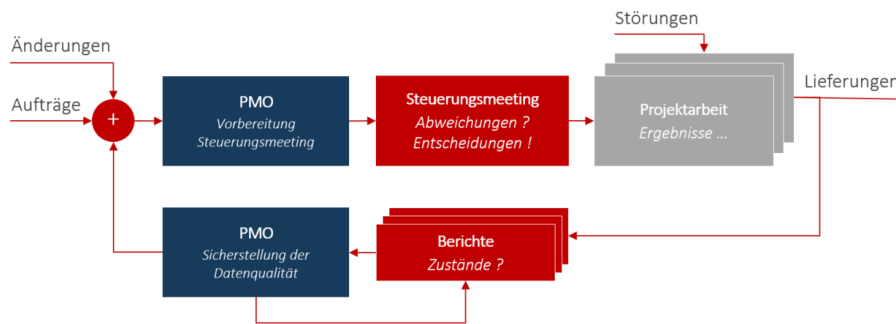 Störungen
Änderungen
Aufträge
+
PMO
Vorbereitung
Steuerungsmeeting
Steuerungsmeeting
Abweichungen ?
Entscheidungen !
Projektarbeit
Ergebnisse ...
Lieferungen
PMO
Sicherstellung der
Datenqualität
Berichte
Zustände ?